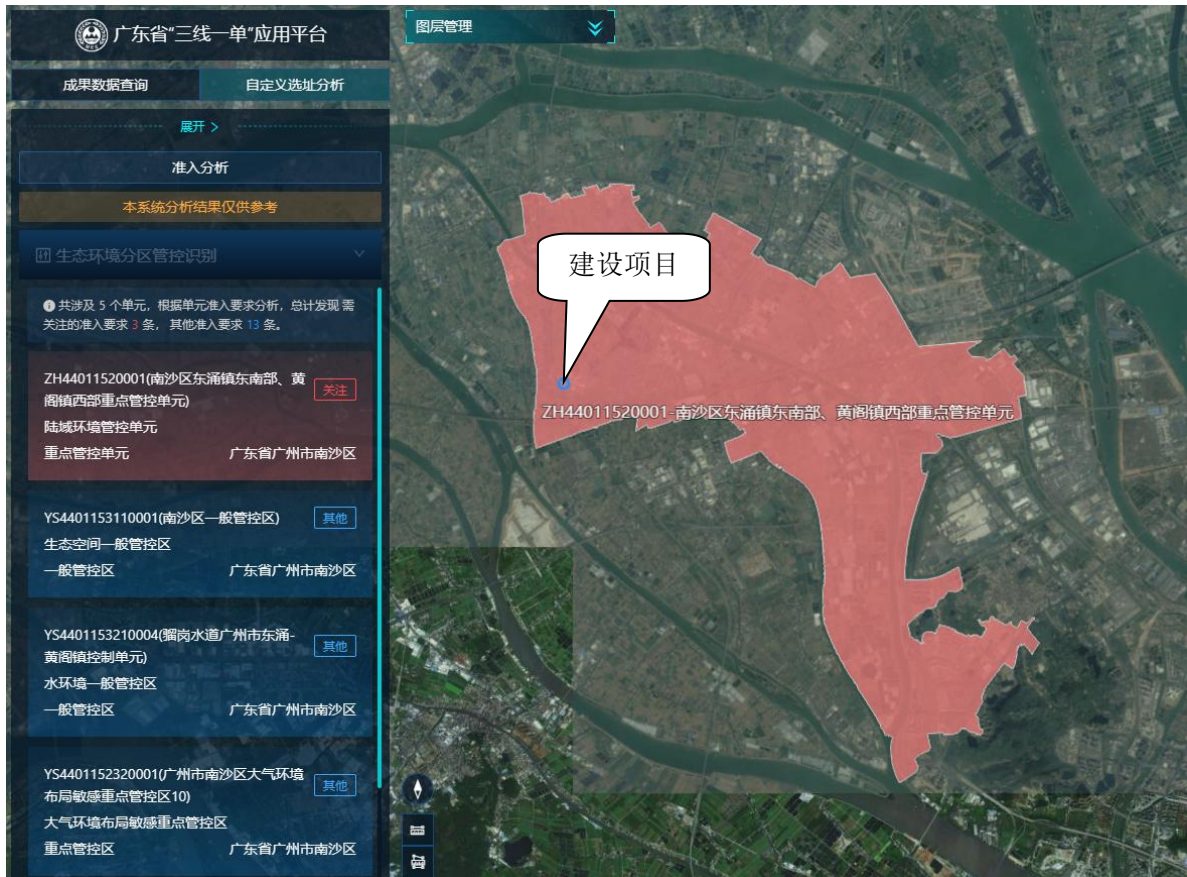 广东省“三线一单”应用平台
成果数据查询
自定义选址分析
展开 >
准入分析
本系统分析结果仅供参考
生态环境分区管控识别
共涉及 5 个单元，根据单元准入要求分析，总计发现 需
关注的准入要求 3 条，其他准入要求 13 条。
ZH44011520001(南沙区东涌镇东南部、黄
阁镇西部重点管控单元)
关注
陆域环境管控单元
重点管控单元
广东省广州市南沙区
YS4401153110001(南沙区一般管控区)
其他
生态空间一般管控区
一般管控区
广东省广州市南沙区
YS4401153210004(骝岗水道广州市东涌-
黄阁镇控制单元)
其他
水环境一般管控区
一般管控区
广东省广州市南沙区
YS4401152320001(广州市南沙区大气环境
布局敏感重点管控区10)
其他
大气环境布局敏感重点管控区
重点管控区
广东省广州市南沙区
图层管理
建设项目
ZH44011520001-南沙区东涌镇东南部、黄阁镇西部重点管控单元